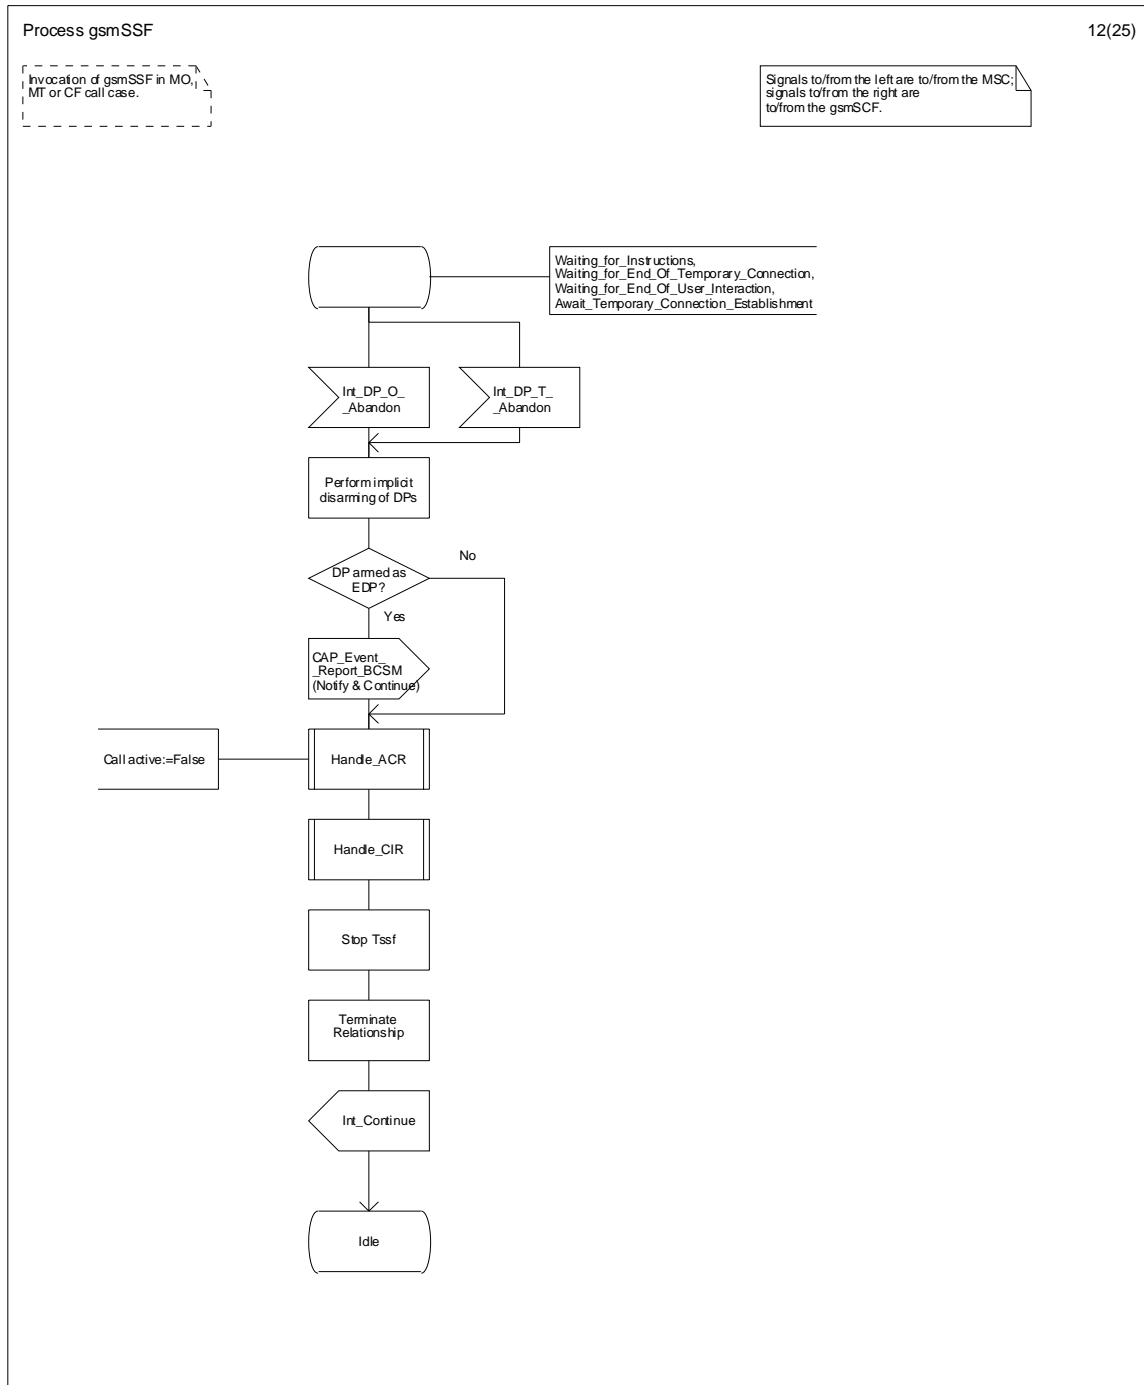 Process gsmSSF
12(25)
Invocation of gsmSSF in MO,
MT or CF call case.
Signals to/from the left are to/from the MSC;
signals to/from the right are
to/from the gsmSCF.
Waiting_for_Instructions,
Waiting_for_End_Of_Temporary_Connection,
Waiting_for_End_Of_User_Interaction,
Await_Temporary_Connection_Establishment
Int_DP_O_
_Abandon
Int_DP_T_
_Abandon
Perform implicit
disarming of DPs
DP armed as
EDP?
No
Yes
CAP_Event_
_Report_BCSM
(Notify & Continue)
Call active:=False
Handle_ACR
Handle_CIR
Stop Tssf
Terminate
Relationship
Int_Continue
Idle